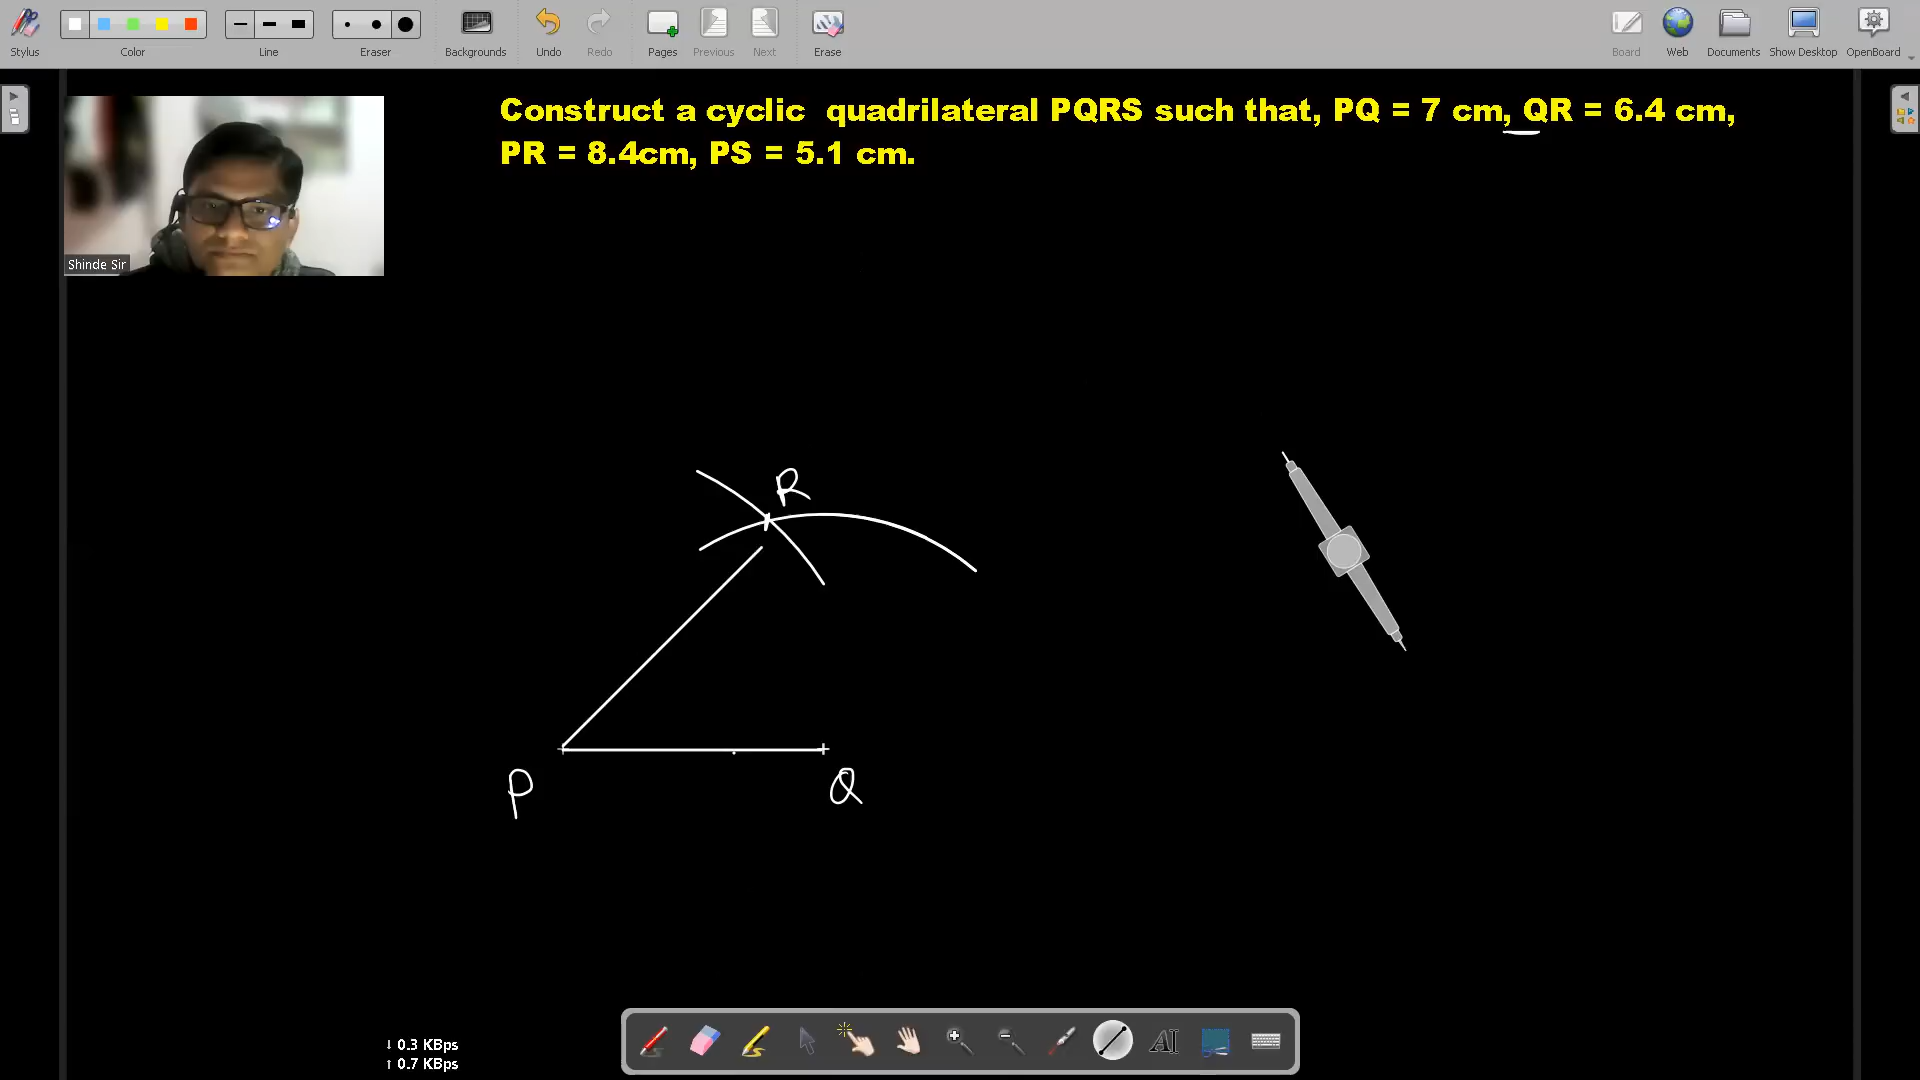 Stylus
Color
Line
Eraser
Backgrounds
Undo
Redo
Pages
Previous
Next
Erase
Board
Web
Documents
Show Desktop
OpenBoard
Construct a cyclic quadrilateral PQRS such that, PQ = 7 cm, QR = 6.4 cm,
PR = 8.4cm, PS = 5.1 cm.
Shinde Sir
R
P
Q
AI
↓ 0.3 KBps
↑ 0.7 KBps